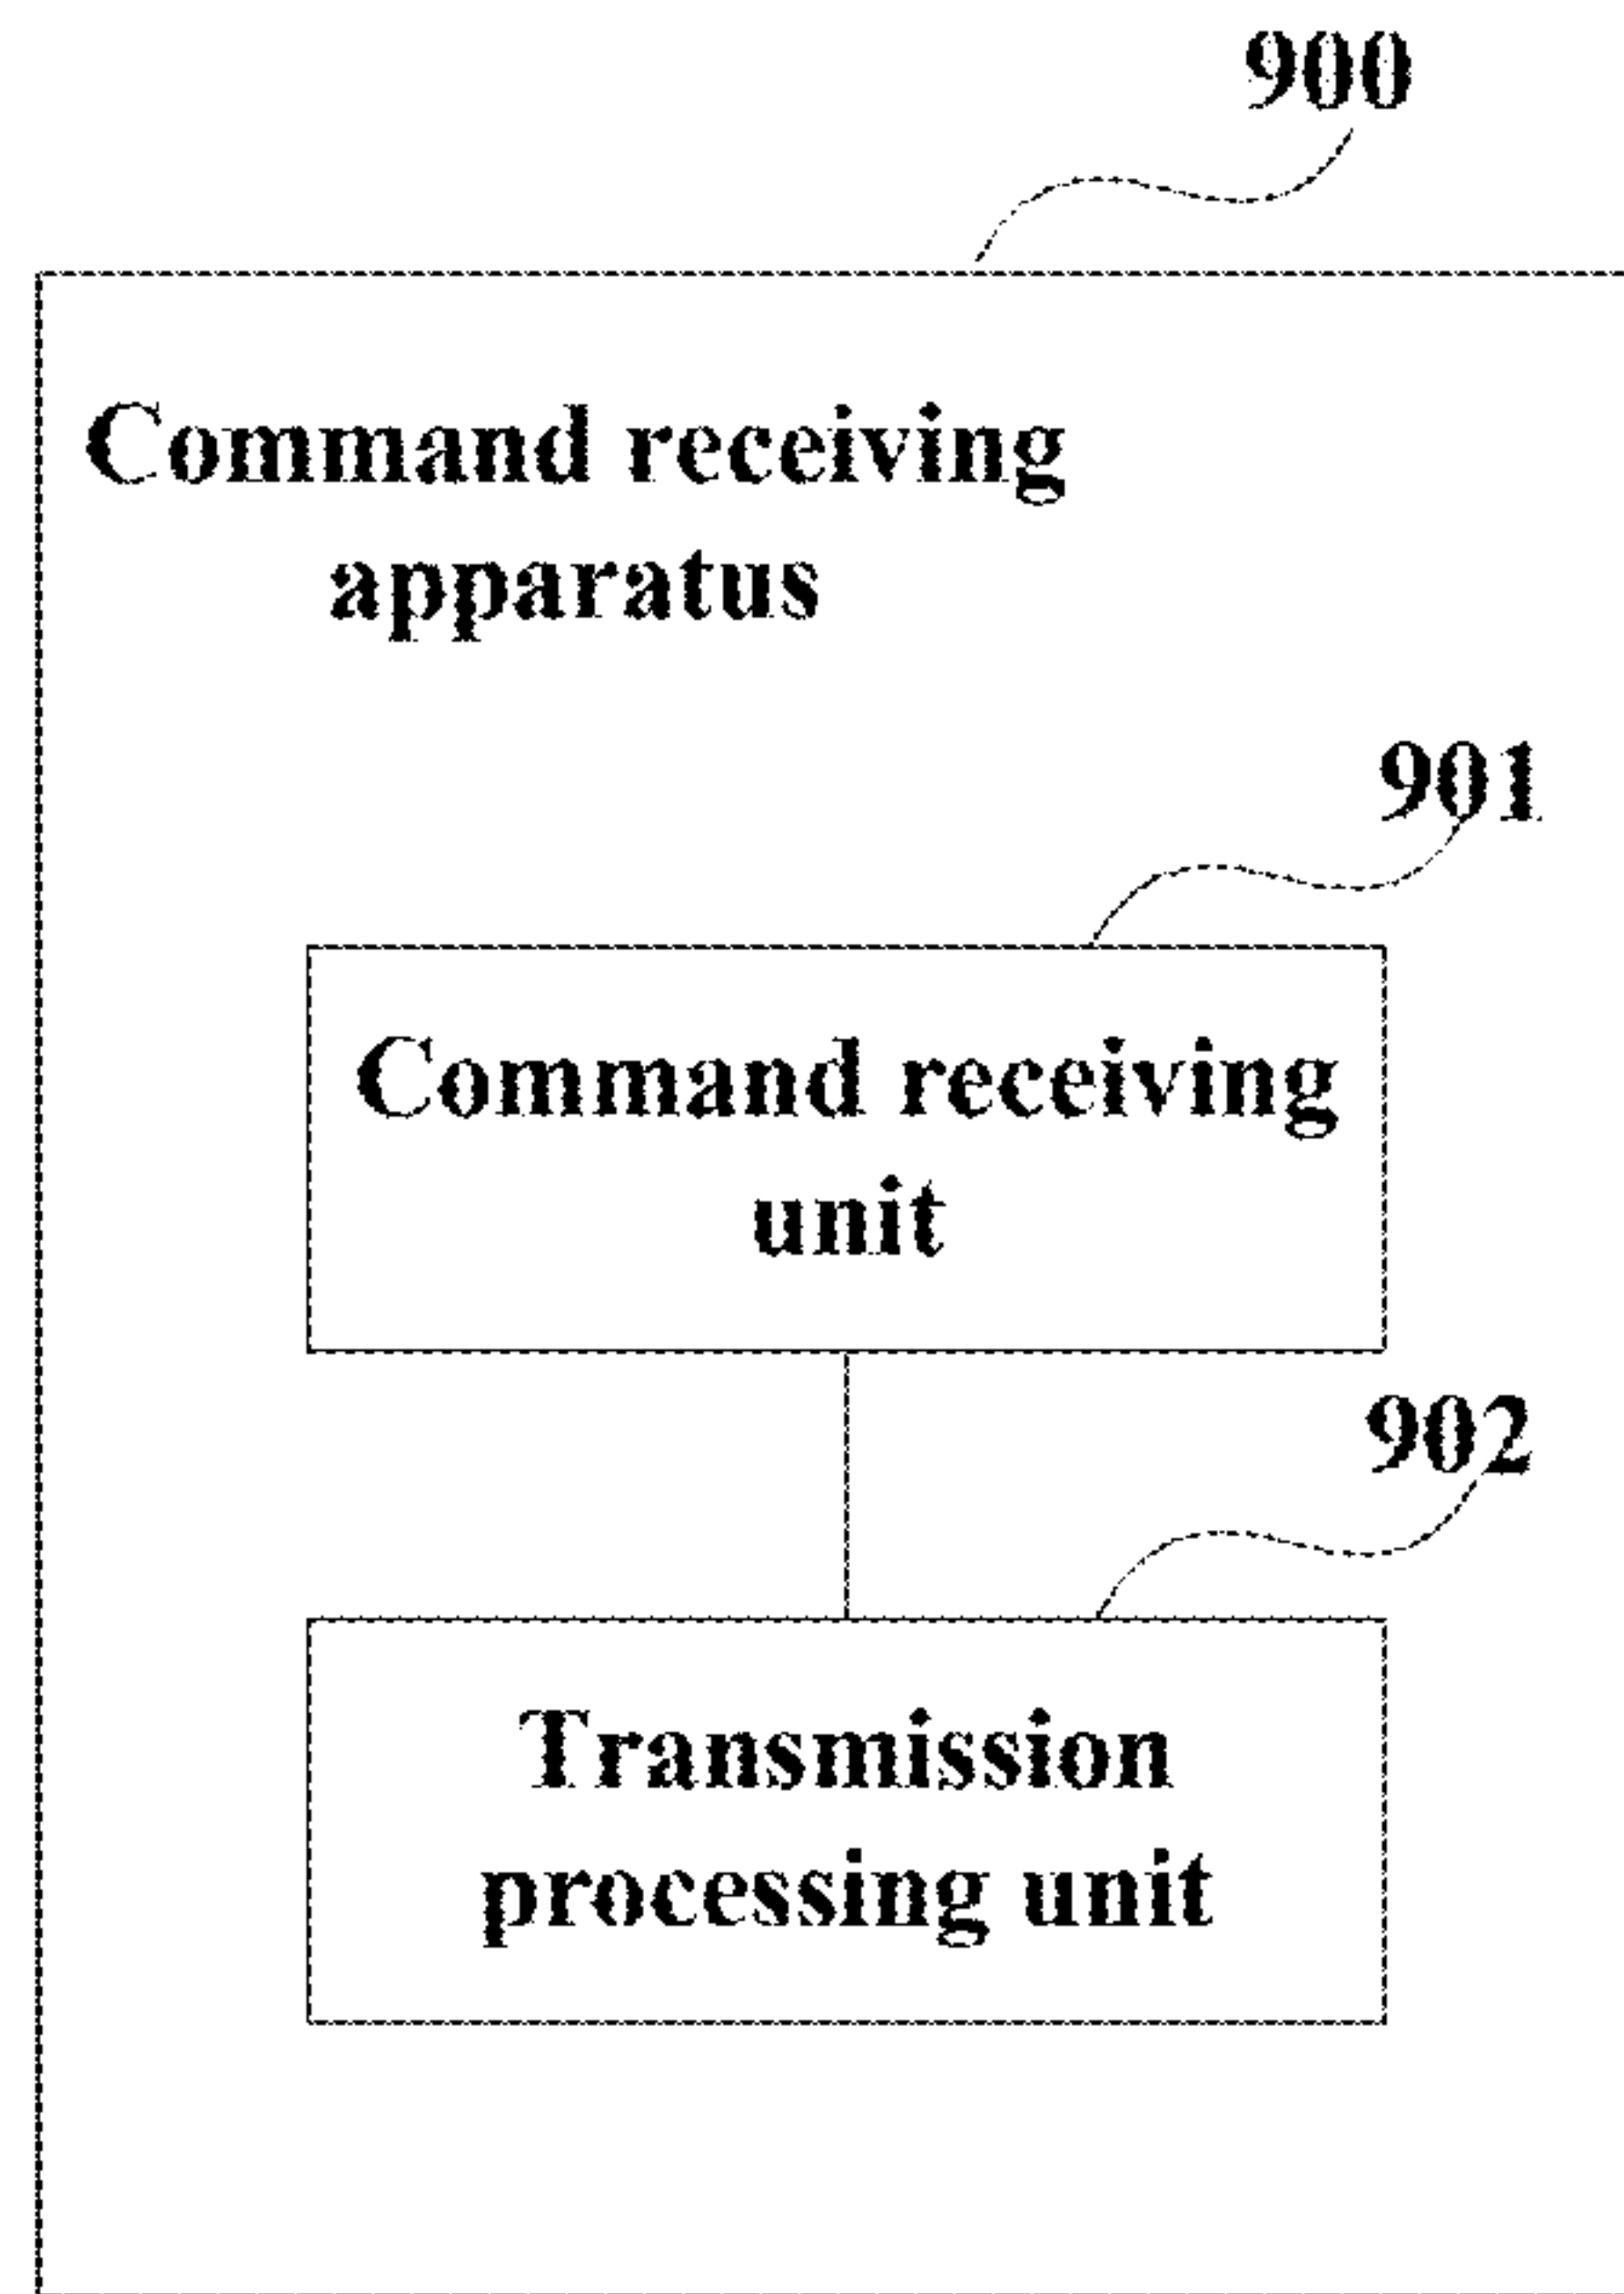 900
Command receiving
apparatus
901
Command receiving
unit
902
Transmission
processing unit